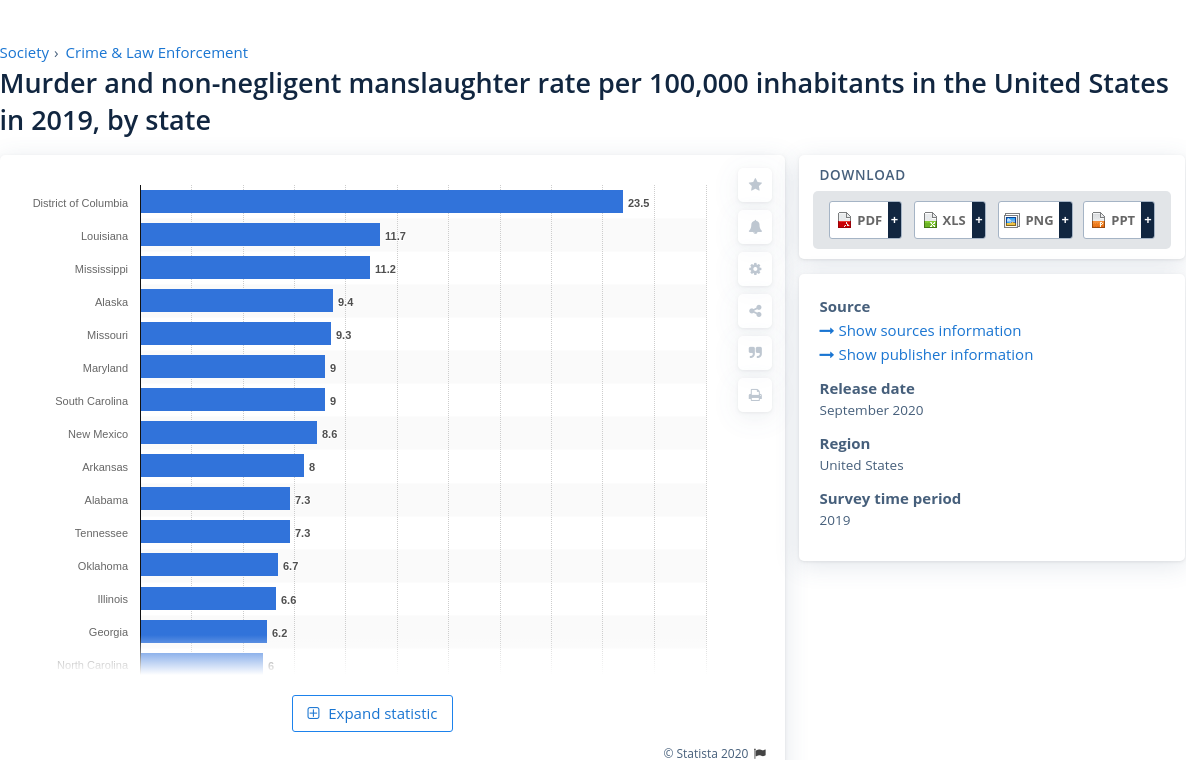 Society › Crime & Law Enforcement
Murder and non-negligent manslaughter rate per 100,000 inhabitants in the United States
in 2019, by state
District of Columbia 23.5
Louisiana 11.7
Mississippi 11.2
Alaska 9.4
Missouri 9.3
Maryland 9
South Carolina 9
New Mexico 8.6
Arkansas 8
Alabama 7.3
Tennessee 7.3
Oklahoma 6.7
Illinois 6.6
Georgia 6.2
North Carolina 6
Expand statistic
© Statista 2020
DOWNLOAD
PDF + XLS + PNG + PPT +
Source
Show sources information
Show publisher information
Release date
September 2020
Region
United States
Survey time period
2019